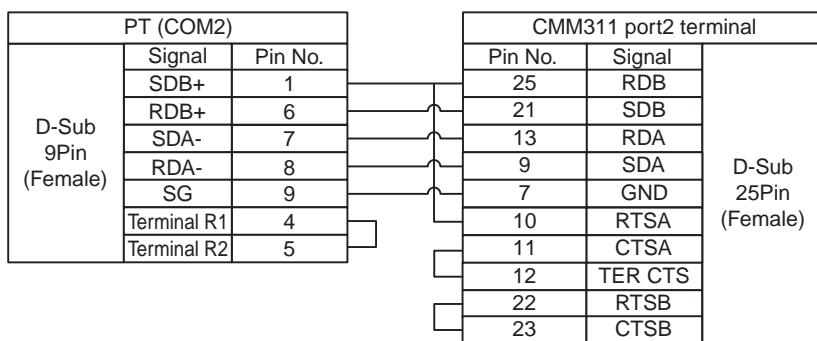 PT (COM2) CMM311 port2 terminal
Signal Pin No. Pin No. Signal
SDB+ 1 25 RDB
RDB+ 6 21 SDB
D-Sub 9Pin (Female) SDA- 7 13 RDA
RDA- 8 9 SDA D-Sub 25Pin (Female)
SG 9 7 GND
Terminal R1 4 10 RTSA
Terminal R2 5 11 CTSA
12 TER CTS
22 RTSB
23 CTSB